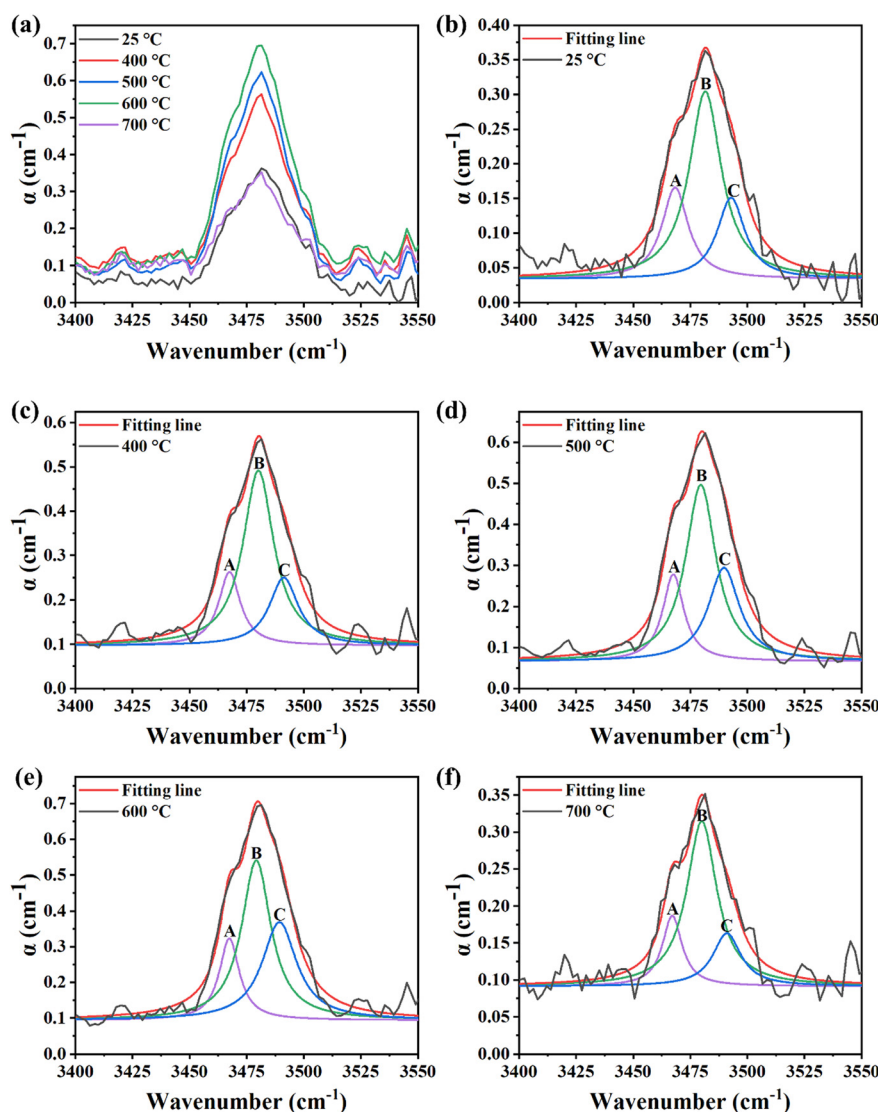 (a)
25 °C
400 °C
500 °C
600 °C
700 °C
0.7
0.6
0.5
0.4
0.3
0.2
0.1
0.0
α (cm⁻¹)
3400 3425 3450 3475 3500 3525 3550
Wavenumber (cm⁻¹)
(b)
Fitting line
25 °C
A
B
C
0.40
0.35
0.30
0.25
0.20
0.15
0.10
0.05
0.00
α (cm⁻¹)
3400 3425 3450 3475 3500 3525 3550
Wavenumber (cm⁻¹)
(c)
Fitting line
400 °C
A
B
C
0.6
0.5
0.4
0.3
0.2
0.1
0.0
α (cm⁻¹)
3400 3425 3450 3475 3500 3525 3550
Wavenumber (cm⁻¹)
(d)
Fitting line
500 °C
A
B
C
0.6
0.5
0.4
0.3
0.2
0.1
0.0
α (cm⁻¹)
3400 3425 3450 3475 3500 3525 3550
Wavenumber (cm⁻¹)
(e)
Fitting line
600 °C
A
B
C
0.7
0.6
0.5
0.4
0.3
0.2
0.1
0.0
α (cm⁻¹)
3400 3425 3450 3475 3500 3525 3550
Wavenumber (cm⁻¹)
(f)
Fitting line
700 °C
A
B
C
0.35
0.30
0.25
0.20
0.15
0.10
0.05
0.00
α (cm⁻¹)
3400 3425 3450 3475 3500 3525 3550
Wavenumber (cm⁻¹)